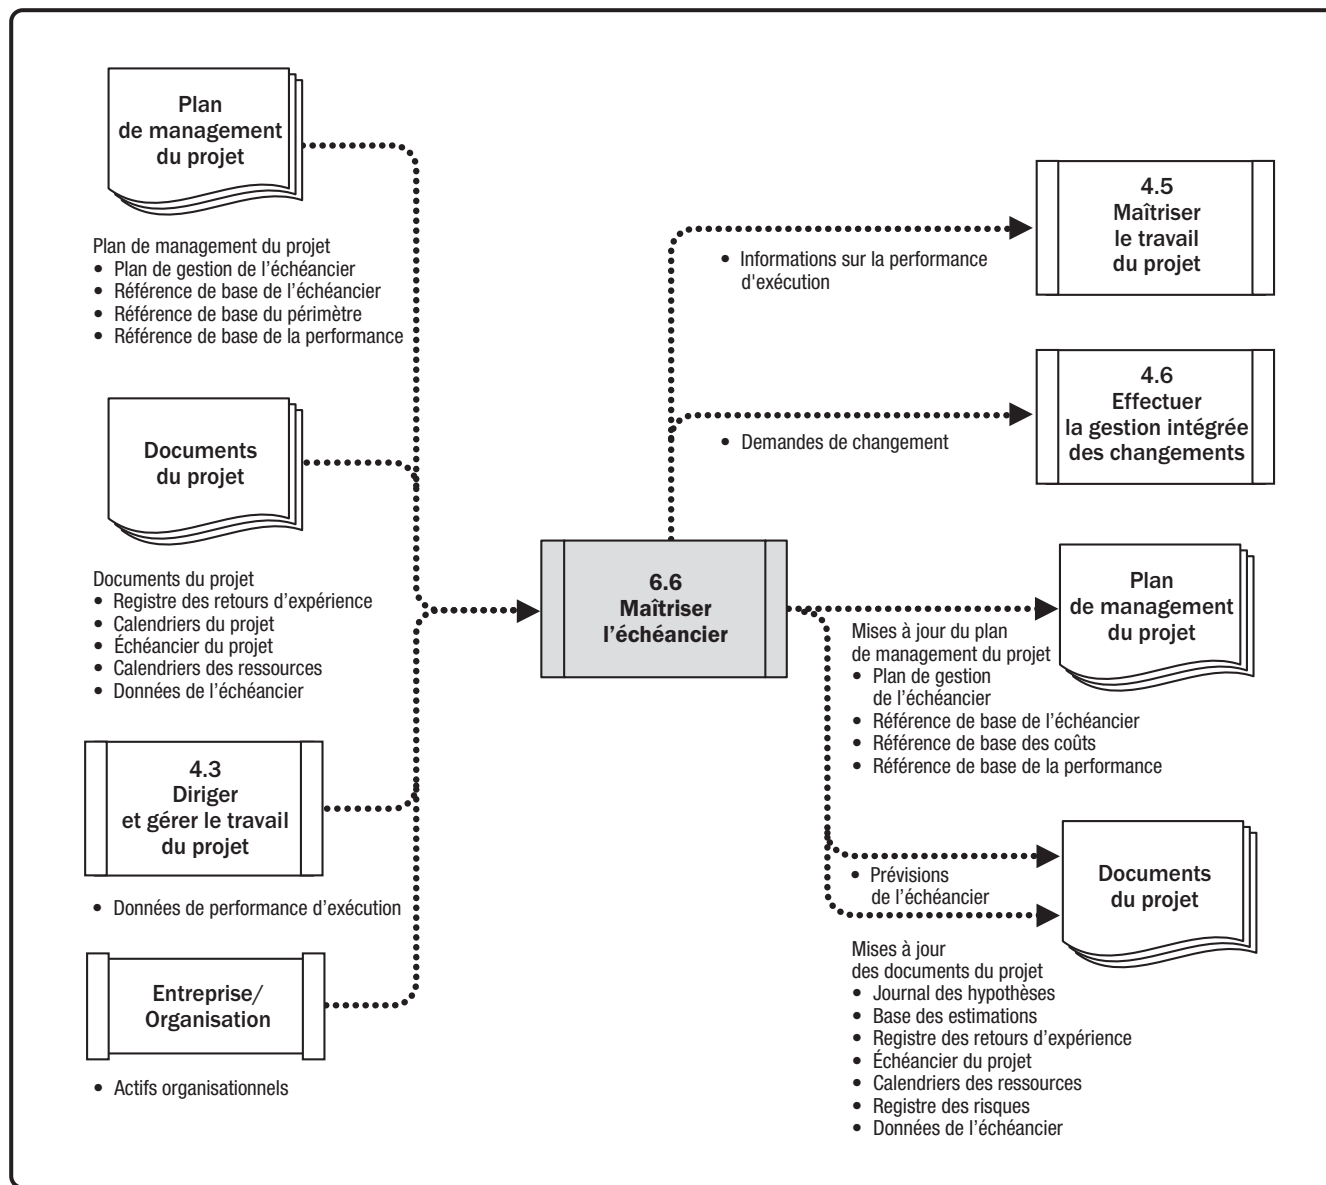 Plan
de management
du projet
Plan de management du projet
• Plan de gestion de l’échéancier
• Référence de base de l’échéancier
• Référence de base du périmètre
• Référence de base de la performance
Documents
du projet
Documents du projet
• Registre des retours d’expérience
• Calendriers du projet
• Échéancier du projet
• Calendriers des ressources
• Données de l’échéancier
4.3
Diriger
et gérer le travail
du projet
• Données de performance d’exécution
Entreprise/
Organisation
• Actifs organisationnels
6.6
Maîtriser
l’échéancier
• Informations sur la performance
d'exécution
4.5
Maîtriser
le travail
du projet
• Demandes de changement
4.6
Effectuer
la gestion intégrée
des changements
Plan
de management
du projet
Mises à jour du plan
de management du projet
• Plan de gestion
de l’échéancier
• Référence de base de l’échéancier
• Référence de base des coûts
• Référence de base de la performance
• Prévisions
de l’échéancier
Documents
du projet
Mises à jour
des documents du projet
• Journal des hypothèses
• Base des estimations
• Registre des retours d’expérience
• Échéancier du projet
• Calendriers des ressources
• Registre des risques
• Données de l’échéancier